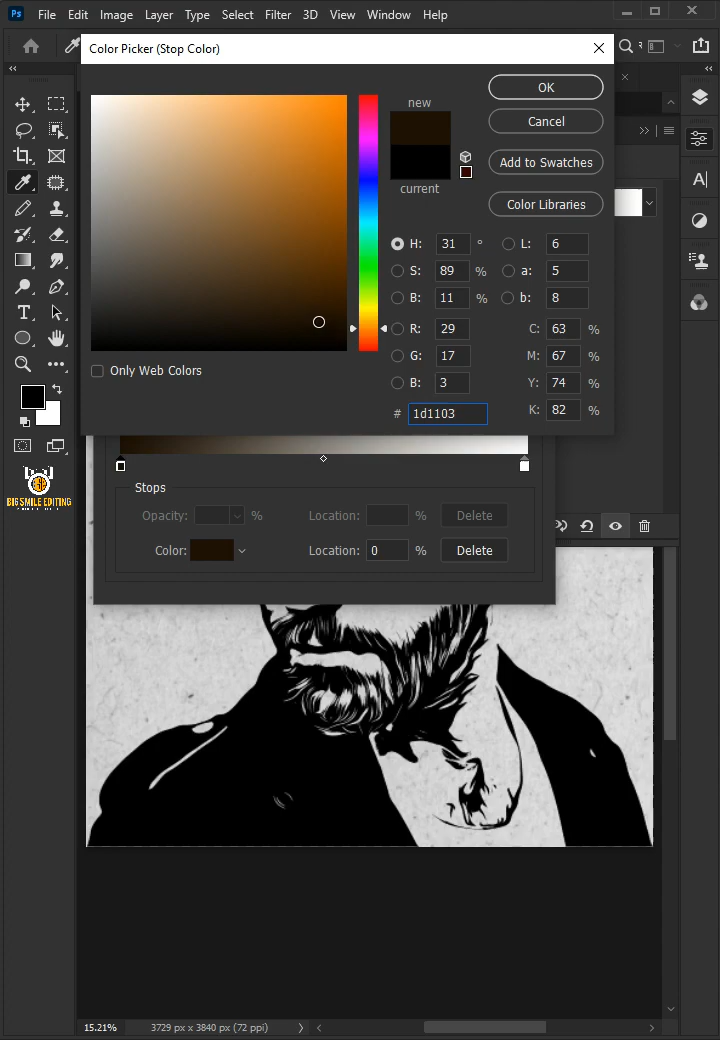 Ps File Edit Image Layer Type Select Filter 3D View Window Help
Color Picker (Stop Color)
new
current
OK
Cancel
Add to Swatches
Color Libraries
H: 31 °
S: 89 %
B: 11 %
L: 6
a: 5
b: 8
R: 29
G: 17
B: 3
# 1d1103
C: 63 %
M: 67 %
Y: 74 %
K: 82 %
Only Web Colors
Stops
Opacity: %
Location: %
Delete
Color:
Location: 0 %
Delete
BIG SMILE EDITING
15.21% 3729 px x 3840 px (72 ppi)